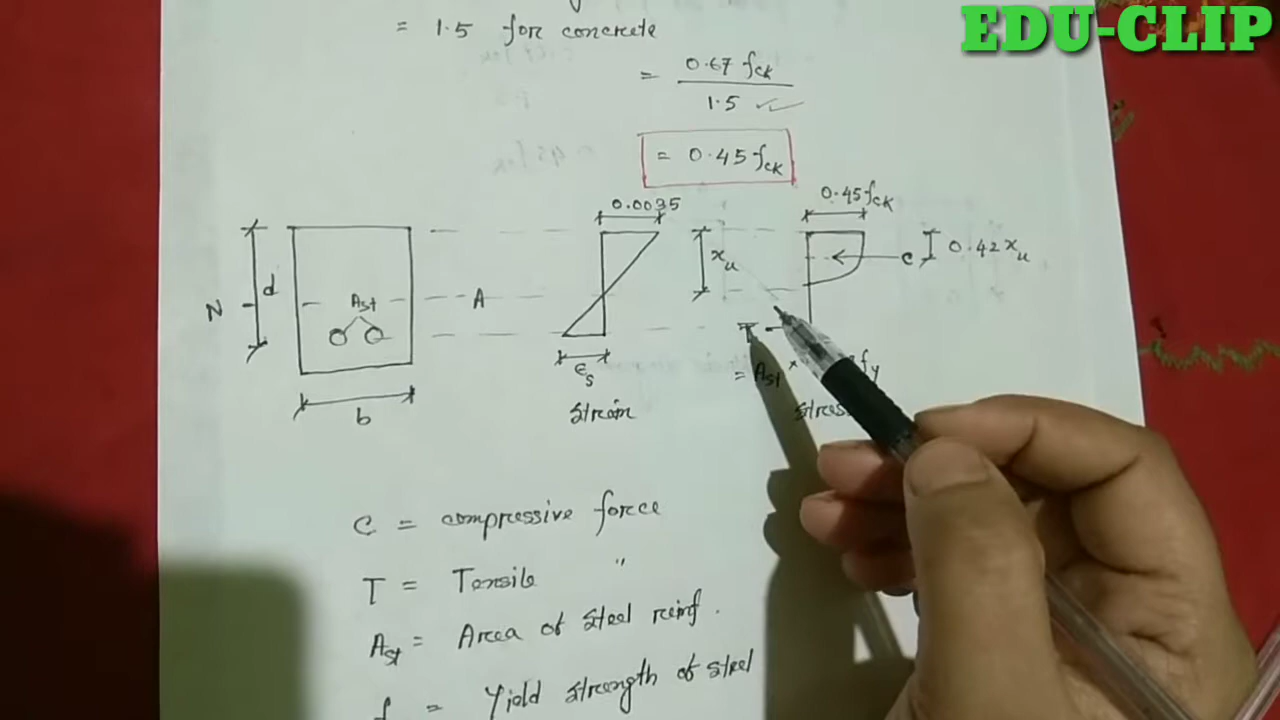 EDU-CLIP
= 1.5 for concrete
= 0.67 fck
1.5
= 0.45 fck
0.0035
0.45 fck
d
xu
c
0.42 xu
N
Ast
A
T
= Ast ×
fy
b
εs
Strain
C = compressive force
T = Tensile "
Ast = Area of Steel reinf.
= Yield strength of steel